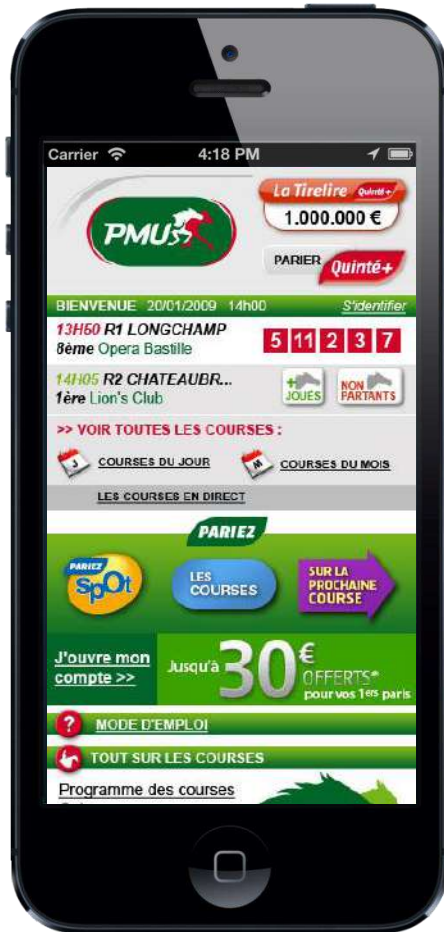 Carrier 4:18 PM
La Tirelire Quinté+
1.000.000 €
PMU
PARIER Quinté+
BIENVENUE 20/01/2009 14h00 S'identifier
13H50 R1 LONGCHAMP
8ème Opera Bastille
5 11 2 3 7
14H05 R2 CHATEAUBR...
1ère Lion's Club
+ JOUÉS
NON PARTANTS
>> VOIR TOUTES LES COURSES :
J COURSES DU JOUR
M COURSES DU MOIS
LES COURSES EN DIRECT
PARIEZ
PARIEZ spOt
LES COURSES
SUR LA PROCHAINE COURSE
J'ouvre mon compte >>
Jusqu'à 30€ OFFERTS*
pour vos 1ers paris
? MODE D'EMPLOI
TOUT SUR LES COURSES
Programme des courses